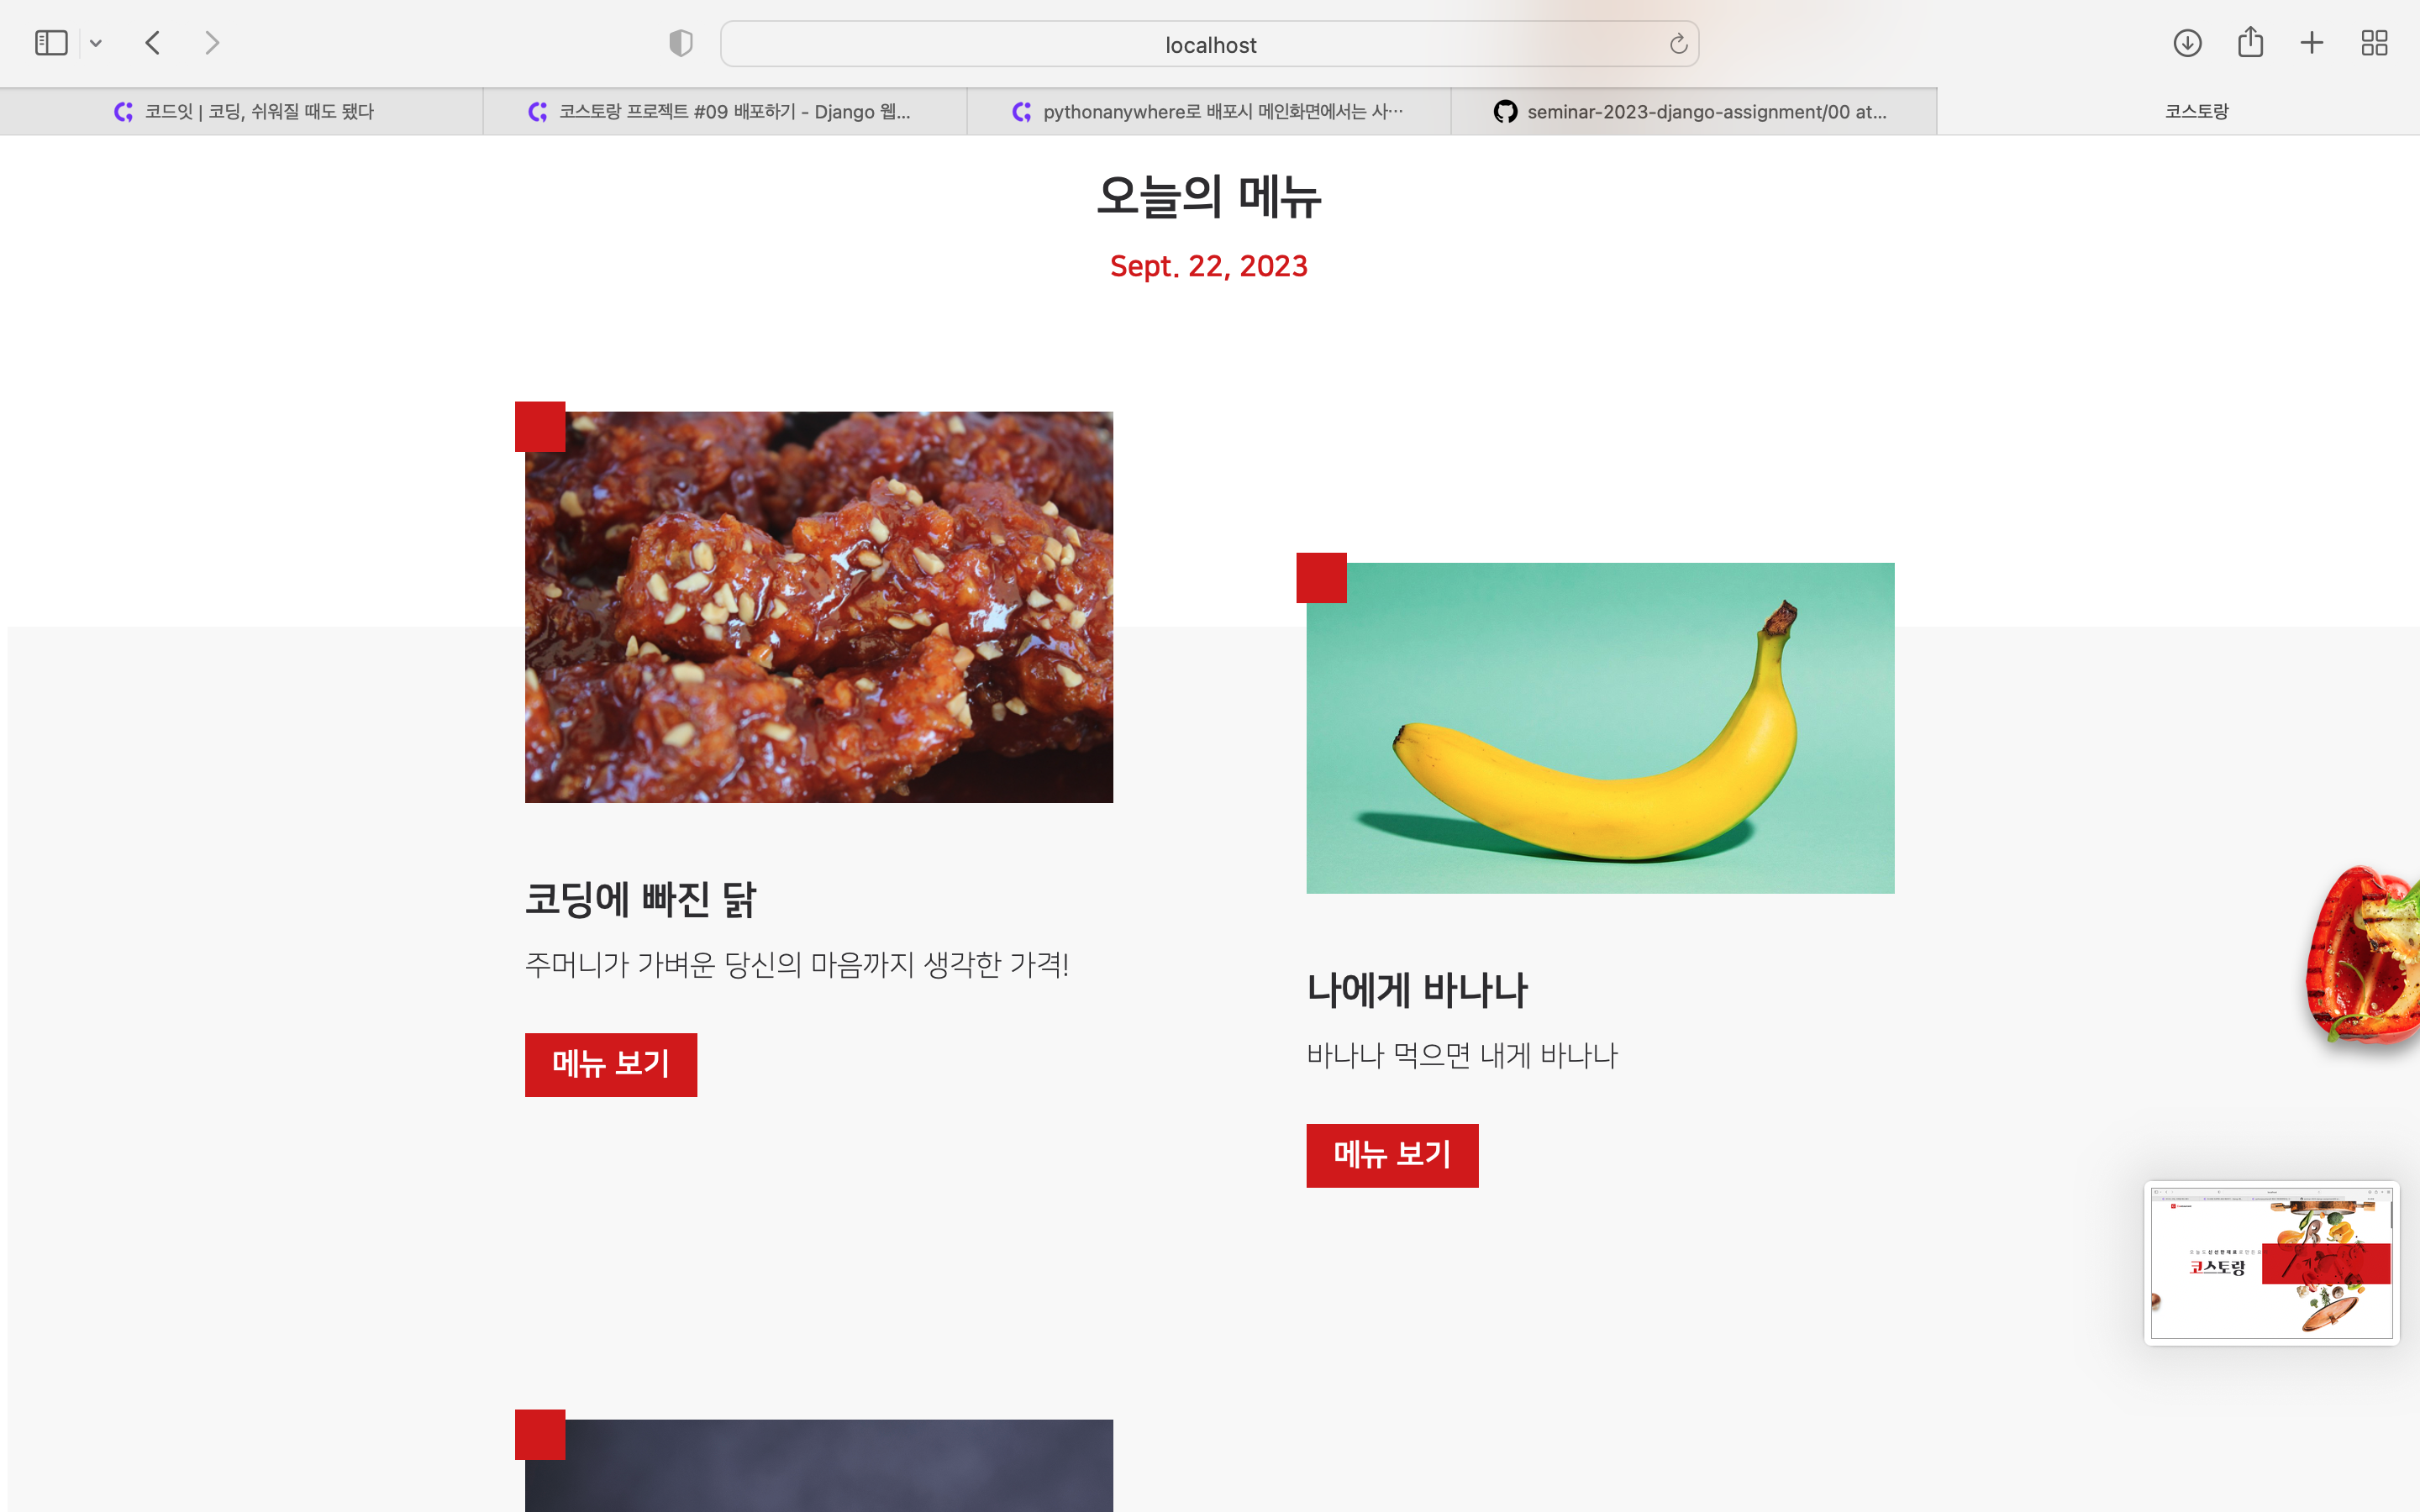 localhost
코드잇 | 코딩, 쉬워질 때도 됐다
코스토랑 프로젝트 #09 배포하기 - Django 웹...
pythonanywhere로 배포시 메인화면에서는 사…
seminar-2023-django-assignment/00 at...
코스토랑
오늘의 메뉴
Sept. 22, 2023
코딩에 빠진 닭
주머니가 가벼운 당신의 마음까지 생각한 가격!
메뉴 보기
나에게 바나나
바나나 먹으면 내게 바나나
메뉴 보기
코스토랑